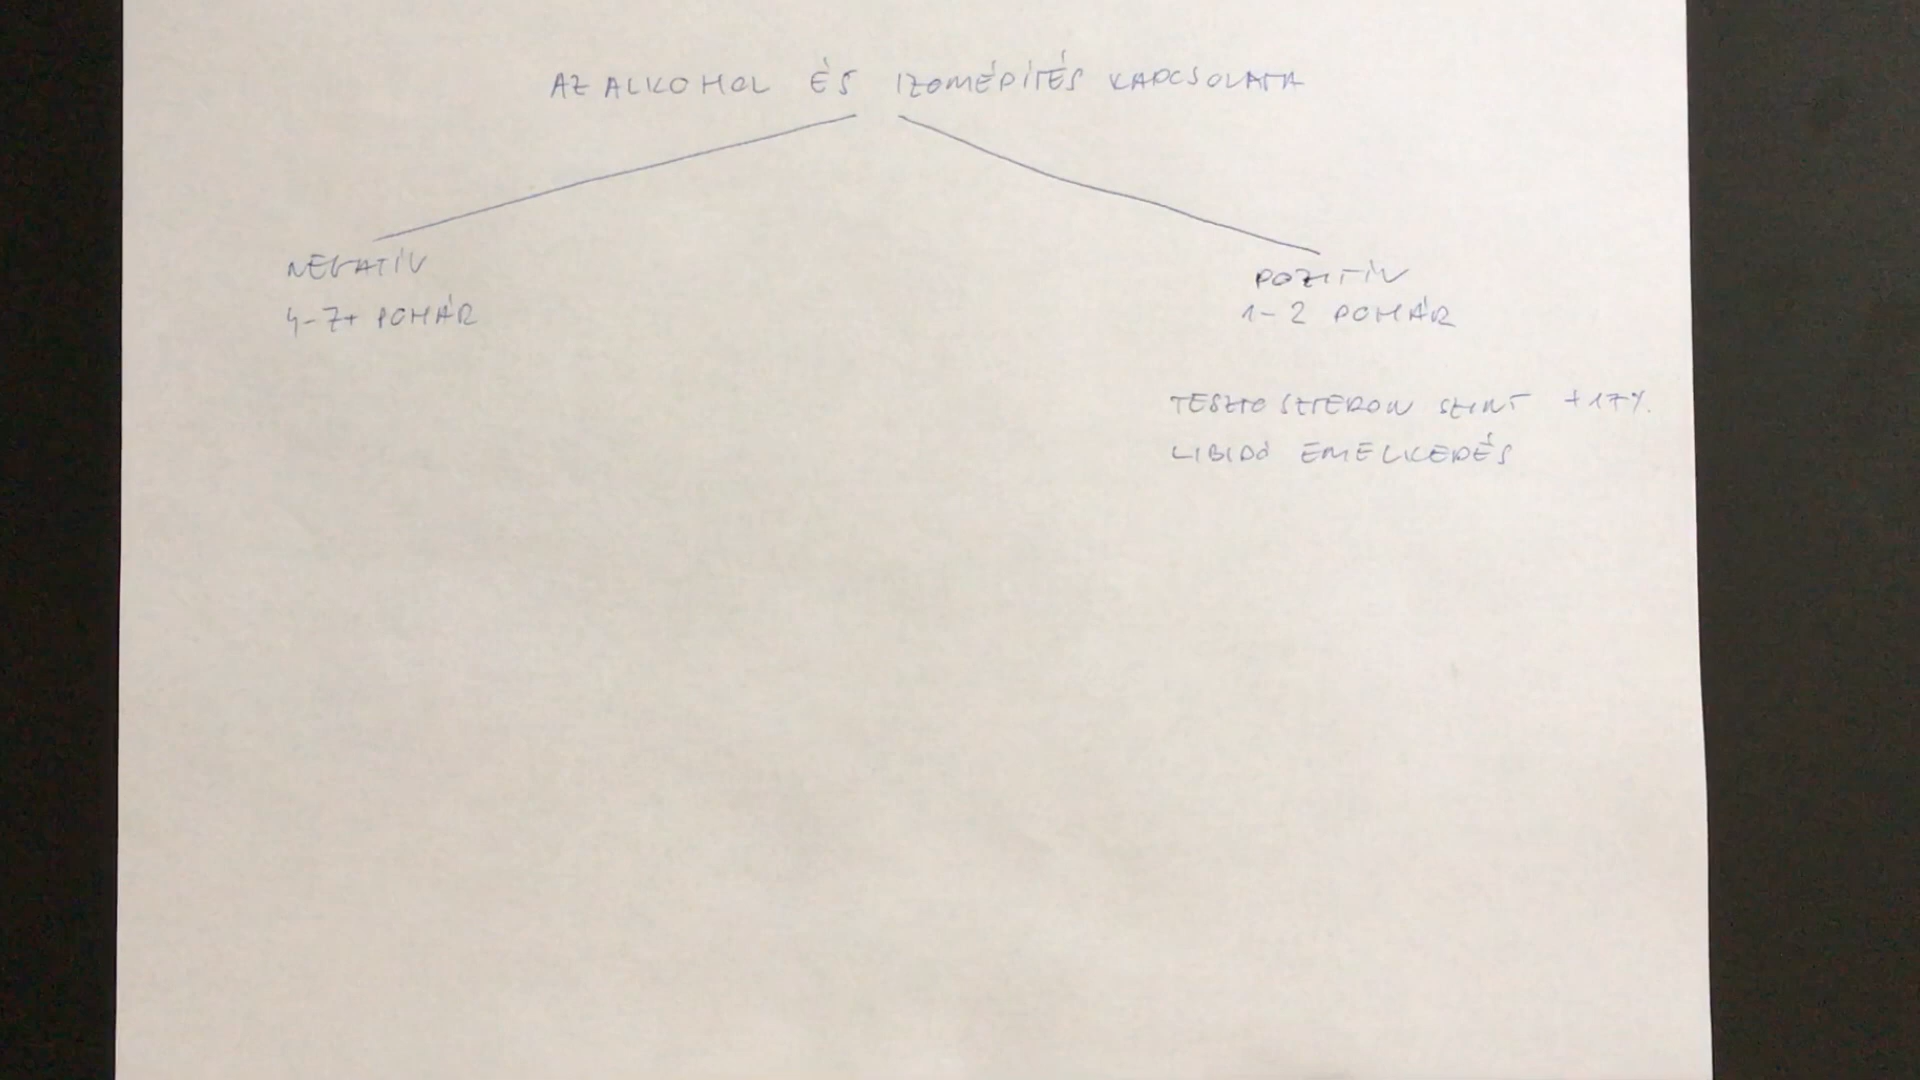 AZ ALKOHOL ÉS IZOMÉPÍTÉS KAPCSOLATA
NEGATÍV
4-7+ POHÁR
POZITÍV
1-2 POHÁR
TESZTOSZTERON SZINT +17%
LIBIDÓ EMELKEDÉS